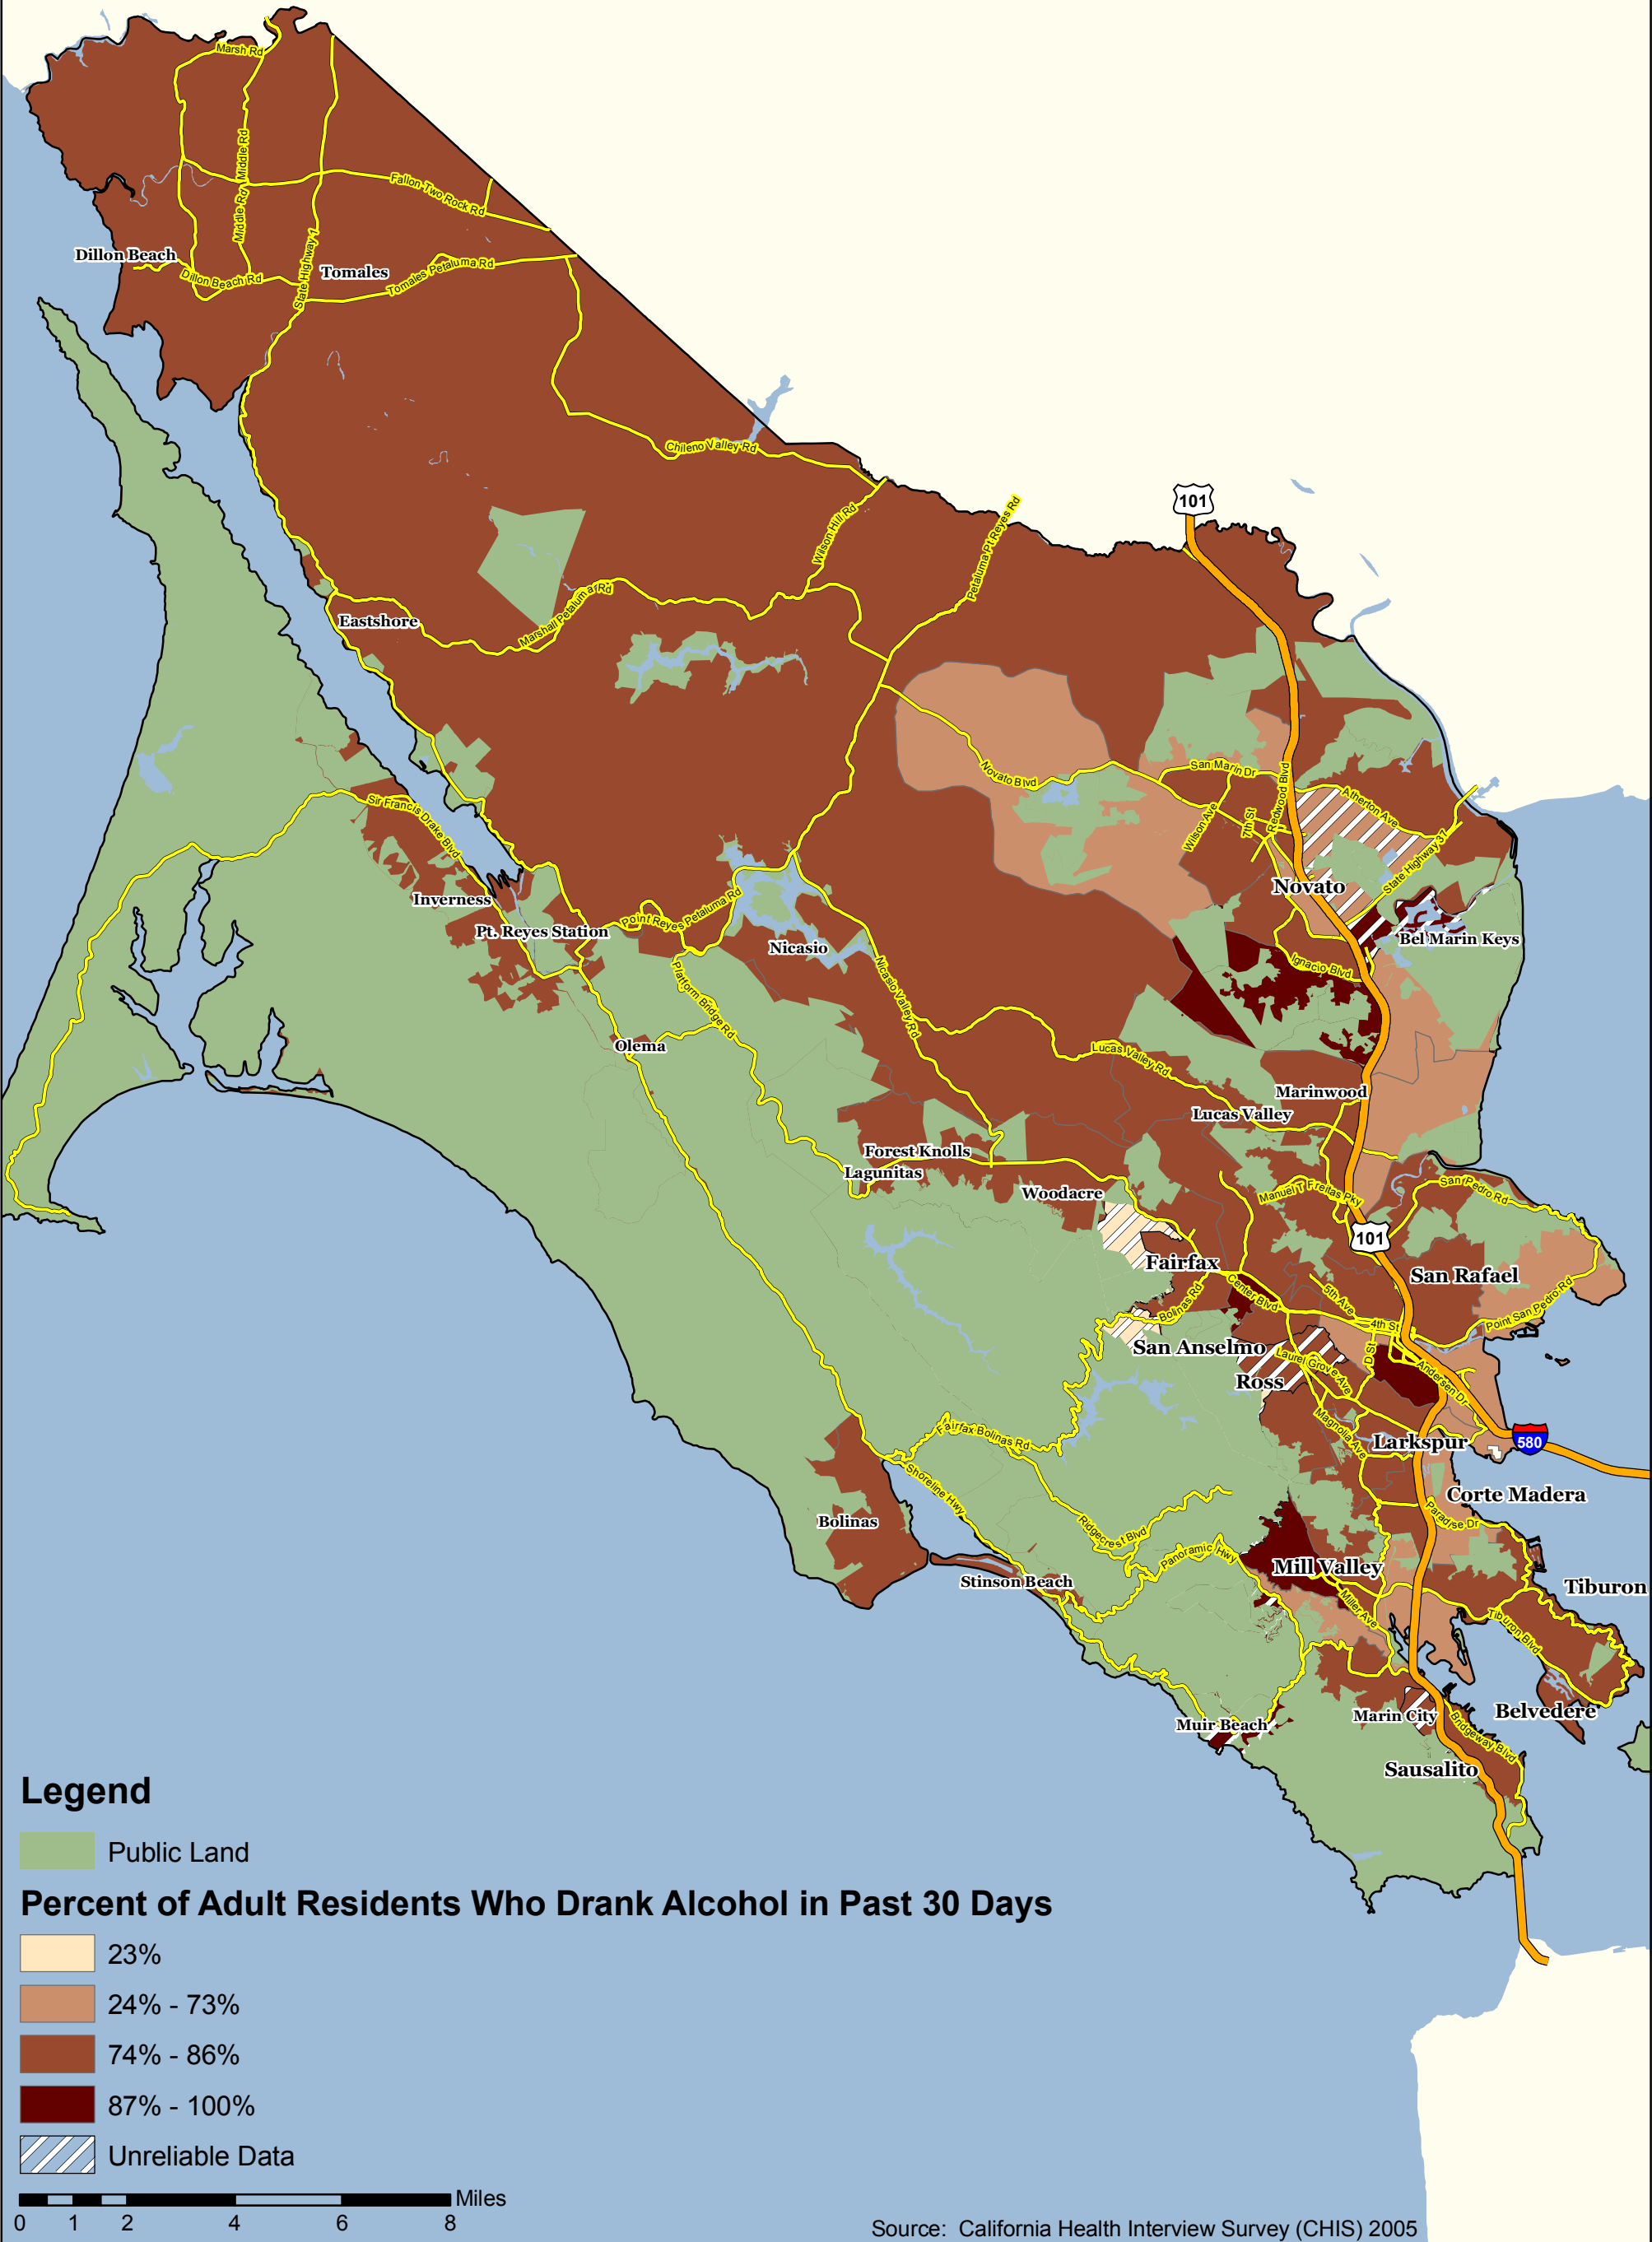 Marsh Rd
Middle Rd
Middle Rd
Fallon-Two Rock Rd
Dillon Beach
Dillon Beach Rd
State Highway 1
Tomales
Tomales Petaluma Rd
Chileno Valley Rd
Wilson Hill Rd
Petaluma Pt Reyes Rd
101
Eastshore
Marshall Petaluma Rd
Novato Blvd
San Marin Dr
Wilson Ave
7th St
Redwood Blvd
Atherton Ave
State Highway 37
Novato
Sir Francis Drake Blvd
Inverness
Pt. Reyes Station
Point Reyes Petaluma Rd
Nicasio
Bel Marin Keys
Ignacio Blvd
Nicasio Valley Rd
Platform Bridge Rd
Olema
Lucas Valley Rd
Marinwood
Lucas Valley
Forest Knolls
Lagunitas
Woodacre
Manuel T Freitas Pky
San Pedro Rd
101
Fairfax
San Rafael
Center Blvd
5th Ave
Bolinas Rd
Point San Pedro Rd
4th St
San Anselmo
Laurel Grove Ave
D St
Andersen Dr
Ross
Magnolia Ave
Fairfax Bolinas Rd
Larkspur
580
Shoreline Hwy
Corte Madera
Paradise Dr
Bolinas
Ridgecrest Blvd
Panoramic Hwy
Mill Valley
Stinson Beach
Tiburon
Miller Ave
Tiburon Blvd
Muir Beach
Marin City
Belvedere
Bridgeway Blvd
Sausalito
Legend
Public Land
Percent of Adult Residents Who Drank Alcohol in Past 30 Days
23%
24% - 73%
74% - 86%
87% - 100%
Unreliable Data
Miles
0 1 2 4 6 8
Source: California Health Interview Survey (CHIS) 2005